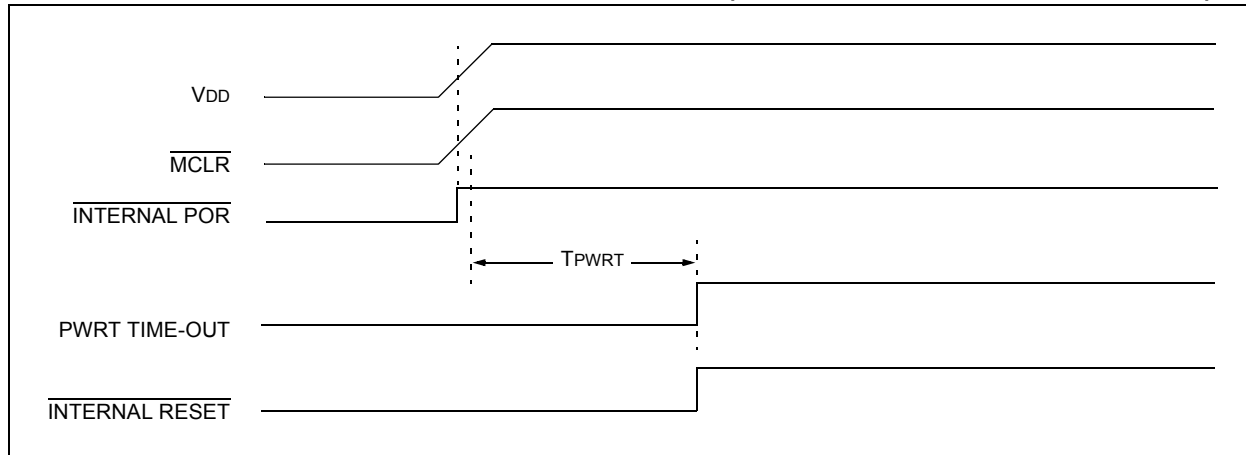 VDD
MCLR
INTERNAL POR
TPWRT
PWRT TIME-OUT
INTERNAL RESET